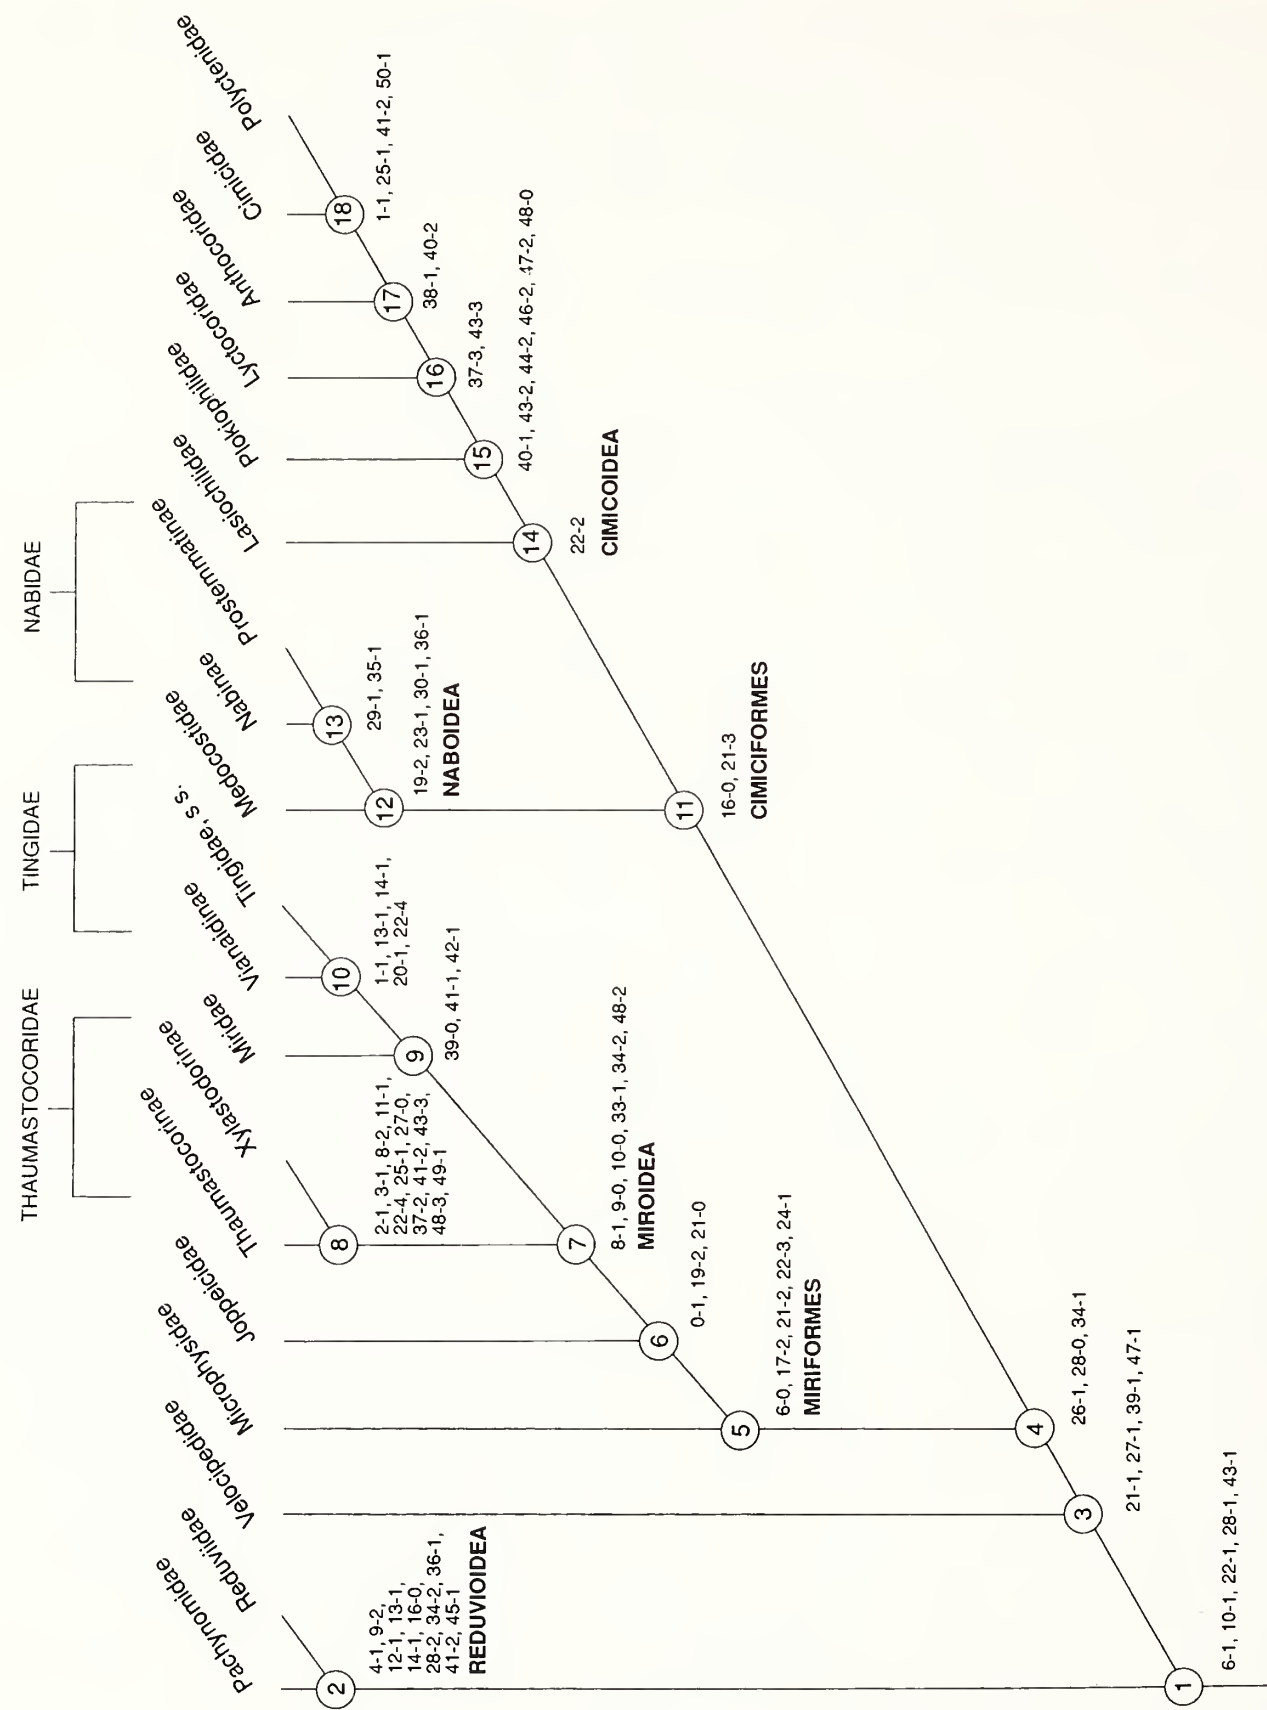 THAUMASTOCORIDAE
TINGIDAE
NABIDAE
Pachynomidae
Reduviidae
Velocipedidae
Microphysidae
Joppeicidae
Thaumastocorinae
Xylastodorinae
Miridae
Vianaidinae
Tingidae, s.s.
Medocostidae
Nabinae
Prostemmatinae
Lasiochilidae
Plokiophilidae
Lyctocoridae
Anthocoridae
Cimicidae
Polyctenidae
2
4-1, 9-2,
12-1, 13-1,
14-1, 16-0,
28-2, 34-2, 36-1,
41-2, 45-1
REDUVIOIDEA
8
2-1, 3-1, 8-2, 11-1,
22-4, 25-1, 27-0,
37-2, 41-2, 43-3,
48-3, 49-1
10
1-1, 13-1, 14-1,
20-1, 22-4
9
39-0, 41-1, 42-1
7
8-1, 9-0, 10-0, 33-1, 34-2, 48-2
MIROIDEA
6
0-1, 19-2, 21-0
5
6-0, 17-2, 21-2, 22-3, 24-1
MIRIFORMES
13
29-1, 35-1
12
19-2, 23-1, 30-1, 36-1
NABOIDEA
18
1-1, 25-1, 41-2, 50-1
17
38-1, 40-2
16
37-3, 43-3
15
40-1, 43-2, 44-2, 46-2, 47-2, 48-0
14
22-2
CIMICOIDEA
11
16-0, 21-3
CIMICIFORMES
4
26-1, 28-0, 34-1
3
21-1, 27-1, 39-1, 47-1
1
6-1, 10-1, 22-1, 28-1, 43-1